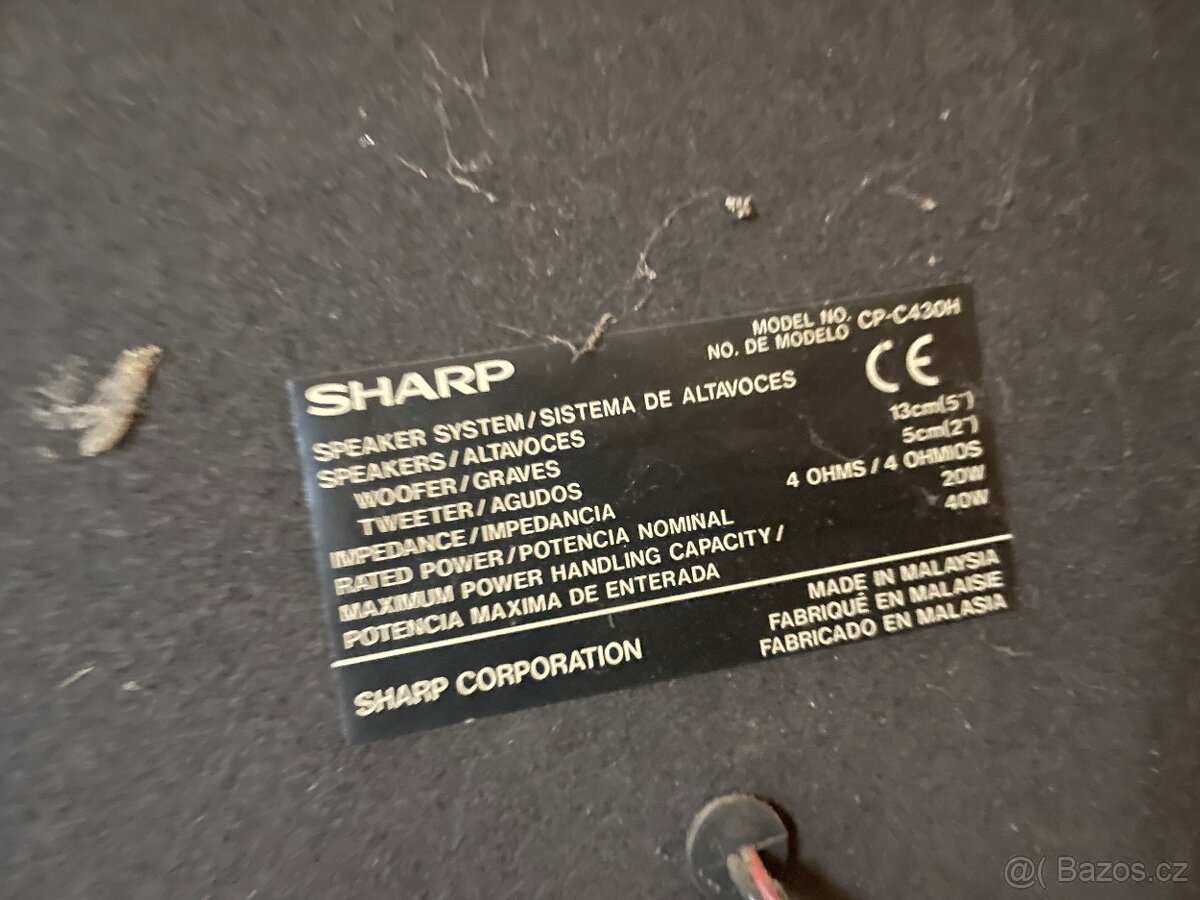 MODEL NO. CP-C430H
NO. DE MODELO
SHARP
CE
SPEAKER SYSTEM/SISTEMA DE ALTAVOCES
SPEAKERS/ALTAVOCES
WOOFER/GRAVES 13cm(5")
TWEETER/AGUDOS 5cm(2")
IMPEDANCE/IMPEDANCIA 4 OHMS/4 OHMIOS
RATED POWER/POTENCIA NOMINAL 20W
MAXIMUM POWER HANDLING CAPACITY/ 40W
POTENCIA MAXIMA DE ENTERADA
SHARP CORPORATION
MADE IN MALAYSIA
FABRIQUÉ EN MALAISIE
FABRICADO EN MALASIA
@( Bazos.cz